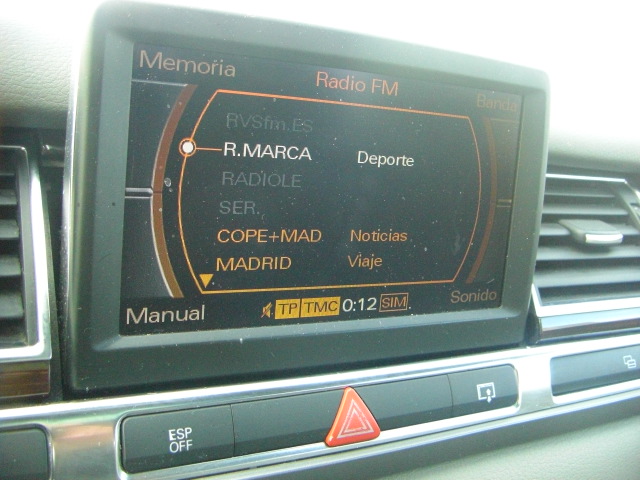 Memoria
Radio FM
Banda
RVSfm.ES
R.MARCA Deporte
RADIOLE
SER.
COPE+MAD Noticias
MADRID Viaje
Manual
TP TMC 0:12 SIM
Sonido
ESP
OFF